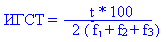 ИГСТ = t * 100
2 ( f₁+ f₂+ f₃)